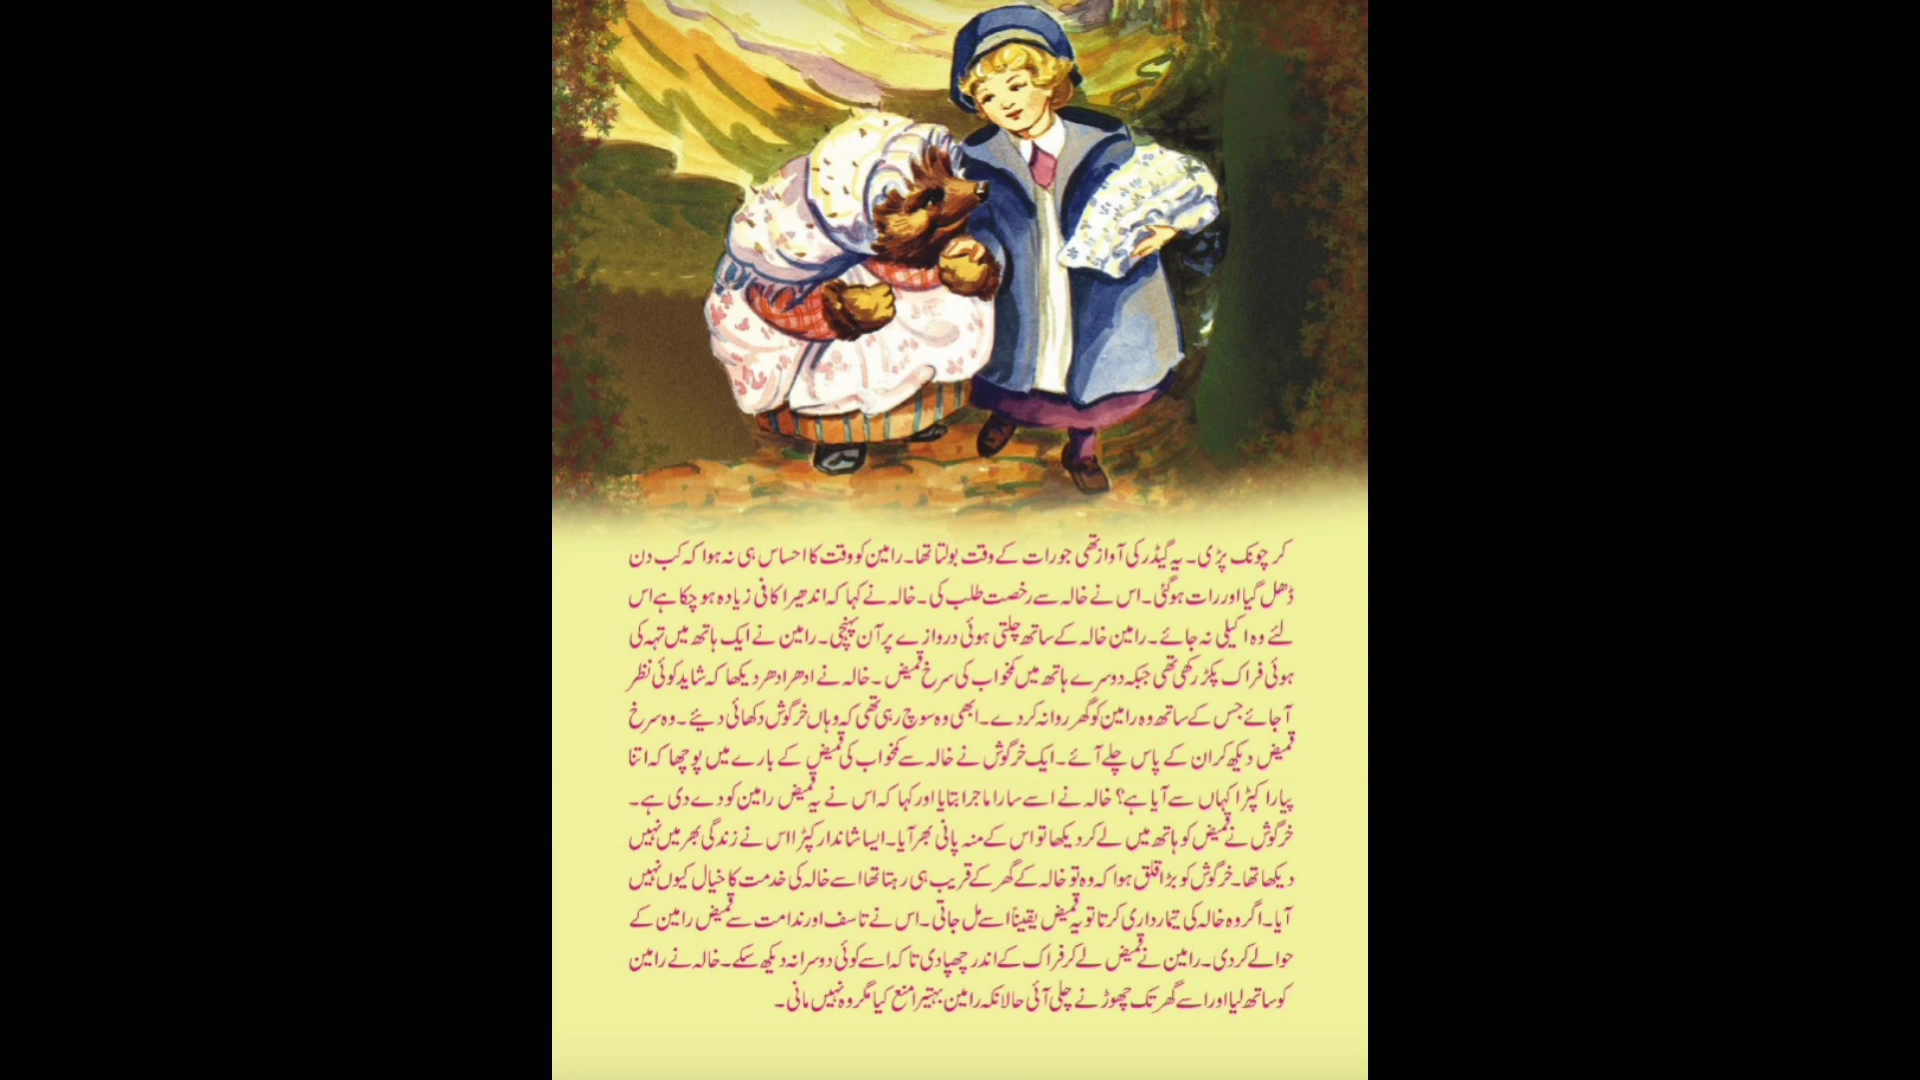 کر چونک پڑی۔ یہ گیڈر کی آواز تھی جو رات کے وقت بولتا تھا۔ رامین کو وقت کا احساس ہی نہ ہوا کہ کب دن
ڈھل گیا اور رات ہو گئی۔ اس نے خالہ سے رخصت طلب کی۔ خالہ نے کہا کہ اندھیرا کافی زیادہ ہو چکا ہے اس
لئے وہ اکیلی نہ جائے۔ رامین خالہ کے ساتھ چلتی ہوئی دروازے پر آن پہنچی۔ رامین نے ایک ہاتھ میں تہہ کی
ہوئی فراک پکڑ رکھی تھی جبکہ دوسرے ہاتھ میں کمخواب کی سرخ قمیض۔ خالہ نے ادھر ادھر دیکھا کہ شاید کوئی نظر
آ جائے جس کے ساتھ وہ رامین کو گھر روانہ کر دے۔ ابھی وہ سوچ رہی تھی کہ وہاں خرگوش دکھائی دیئے۔ وہ سرخ
قمیض دیکھ کر ان کے پاس چلے آئے۔ ایک خرگوش نے خالہ سے کمخواب کی قمیض کے بارے میں پوچھا کہ اتنا
پیارا کپڑا کہاں سے آیا ہے؟ خالہ نے اسے سارا ماجرا بتایا اور کہا کہ اس نے یہ قمیض رامین کو دے دی ہے۔
خرگوش نے قمیض کو ہاتھ میں لے کر دیکھا تو اس کے منہ پانی بھر آیا۔ ایسا شاندار کپڑا اس نے زندگی بھر میں نہیں
دیکھا تھا۔ خرگوش کو بڑا قلق ہوا کہ وہ تو خالہ کے گھر کے قریب ہی رہتا تھا اسے خالہ کی خدمت کا خیال کیوں نہیں
آیا۔ اگر وہ خالہ کی تیمارداری کرتا تو یہ قمیض یقیناً اسے مل جاتی۔ اس نے تاسف اور ندامت سے قمیض رامین کے
حوالے کر دی۔ رامین نے قمیض لے کر فراک کے اندر چھپا دی تا کہ اسے کوئی دوسرا نہ دیکھ سکے۔ خالہ نے رامین
کو ساتھ لیا اور اسے گھر تک چھوڑنے چلی آئی حالانکہ رامین بہتیرا منع کیا مگر وہ نہیں مانی۔